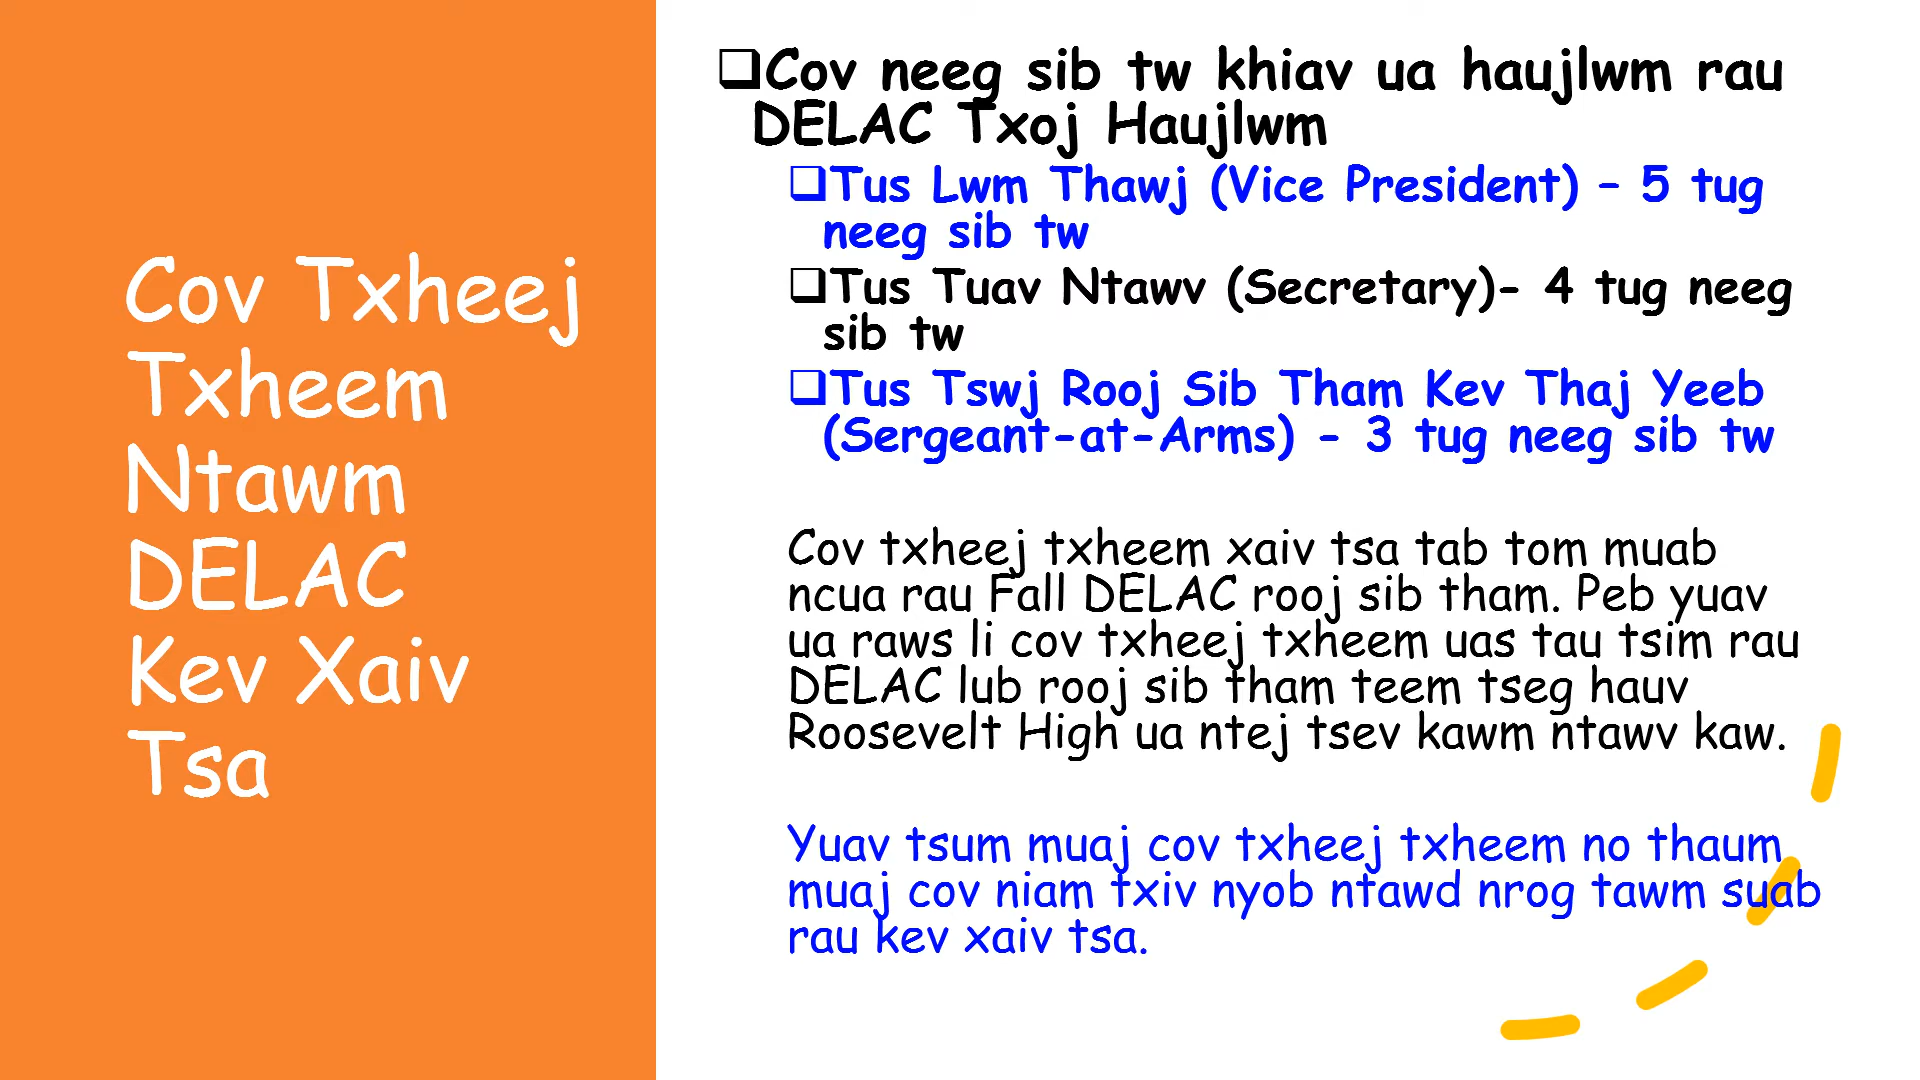 Cov Txheej
Txheem
Ntawm
DELAC
Kev Xaiv
Tsa
❑Cov neeg sib tw khiav ua haujlwm rau
DELAC Txoj Haujlwm
❑Tus Lwm Thawj (Vice President) – 5 tug
neeg sib tw
❑Tus Tuav Ntawv (Secretary)- 4 tug neeg
sib tw
❑Tus Tswj Rooj Sib Tham Kev Thaj Yeeb
(Sergeant-at-Arms) - 3 tug neeg sib tw
Cov txheej txheem xaiv tsa tab tom muab
ncua rau Fall DELAC rooj sib tham. Peb yuav
ua raws li cov txheej txheem uas tau tsim rau
DELAC lub rooj sib tham teem tseg hauv
Roosevelt High ua ntej tsev kawm ntawv kaw.
Yuav tsum muaj cov txheej txheem no thaum
muaj cov niam txiv nyob ntawd nrog tawm suab
rau kev xaiv tsa.